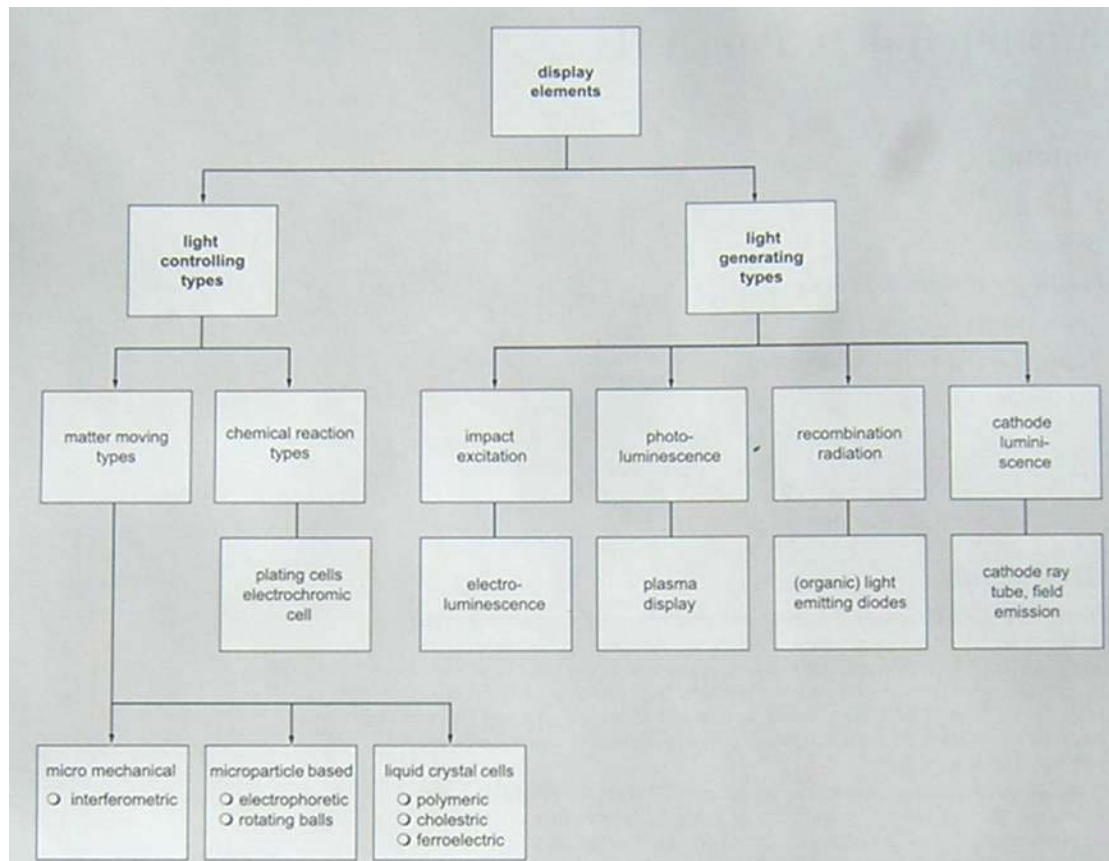 display
elements
light
controlling
types
light
generating
types
matter moving
types
chemical reaction
types
impact
excitation
photo-
luminescence
recombination
radiation
cathode
lumini-
scence
plating cells
electrochromic
cell
electro-
luminescence
plasma
display
(organic) light
emitting diodes
cathode ray
tube, field
emission
micro mechanical
❍ interferometric
microparticle based
❍ electrophoretic
❍ rotating balls
liquid crystal cells
❍ polymeric
❍ cholestric
❍ ferroelectric